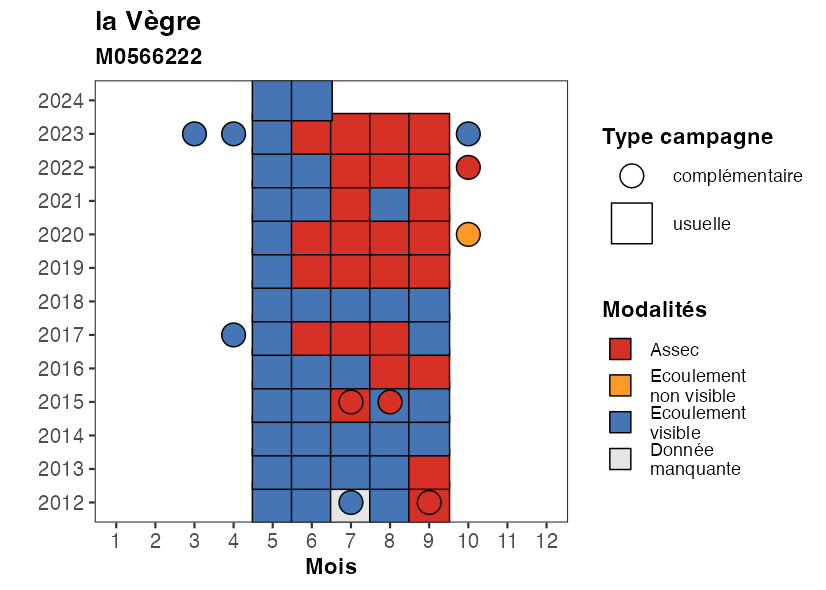 la Vègre
M0566222
2024
2023
2022
2021
2020
2019
2018
2017
2016
2015
2014
2013
2012
1 2 3 4 5 6 7 8 9 10 11 12
Mois
Type campagne
complémentaire
usuelle
Modalités
Assec
Ecoulement
non visible
Ecoulement
visible
Donnée
manquante